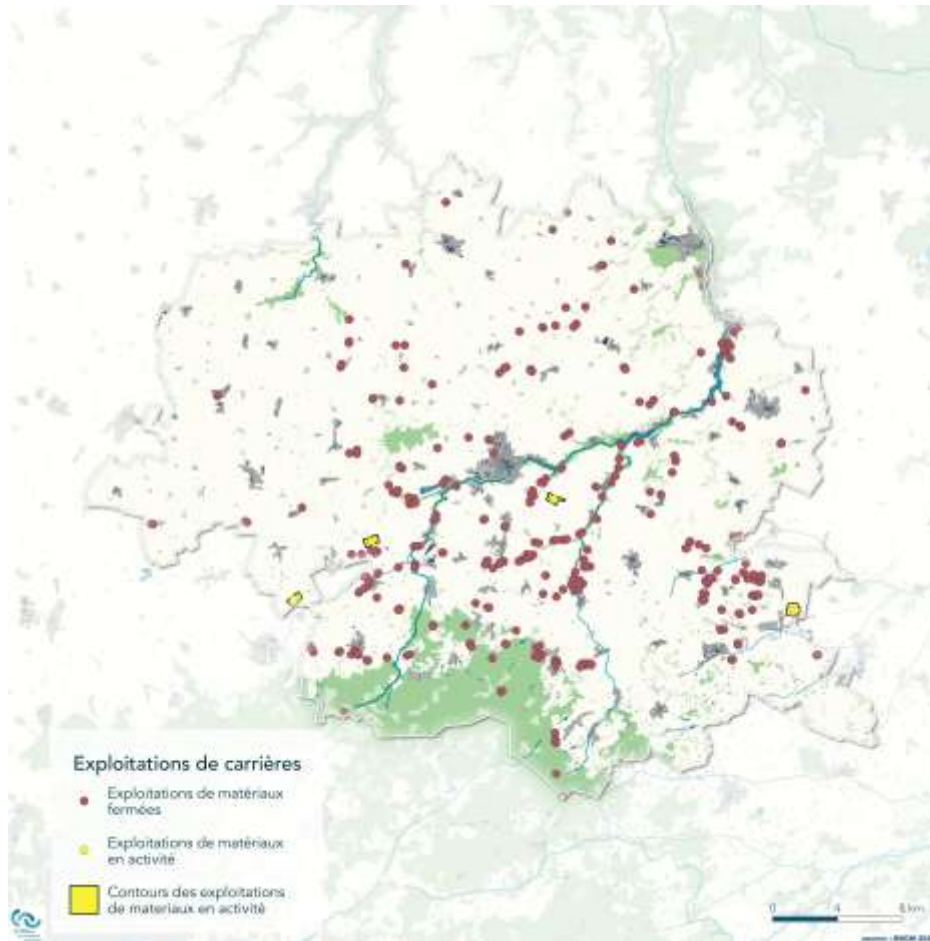 Exploitations de carrières
Exploitations de matériaux
fermées
Exploitations de matériaux
en activité
Contours des exploitations
de materiaux en activité
0 4 8 km